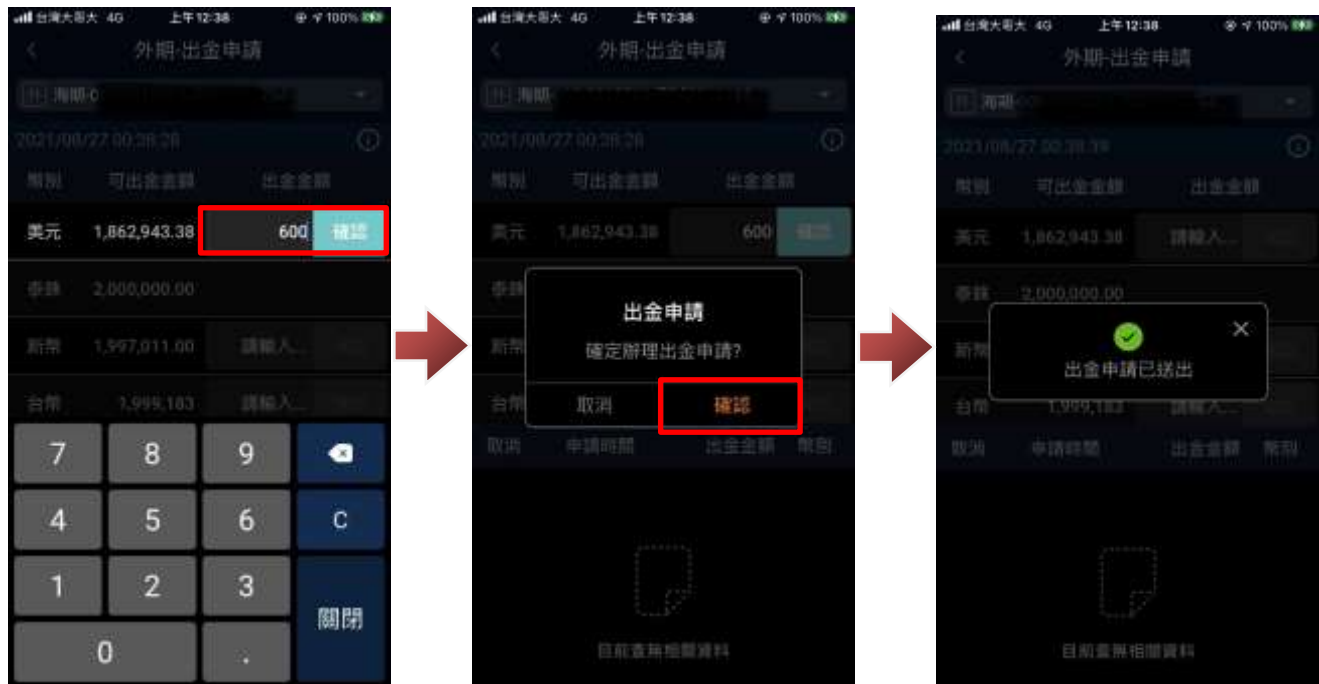 台灣大哥大 4G 上午12:38 100%
外期-出金申請
海期-0
2021/08/27 00:38:28
幣別 可出金金額 出金金額
美元 1,862,943.38 600 確認
泰銖 2,000,000.00
新幣 1,997,011.00 請輸入...
台幣 1,999,183 請輸入...
7 8 9
4 5 6 C
1 2 3
關閉
0 .
台灣大哥大 4G 上午12:38 100%
外期-出金申請
海期-
2021/08/27 00:38:28
幣別 可出金金額 出金金額
美元 1,862,943.38 600 確認
泰銖
出金申請
新幣
確定辦理出金申請?
台幣
取消 確認
取消 申請時間 出金金額 幣別
目前查無相關資料
台灣大哥大 4G 上午12:38 100%
外期-出金申請
海期-
2021/08/27 00:38:39
幣別 可出金金額 出金金額
美元 1,862,943.38 請輸入...
泰銖 2,000,000.00
新幣
出金申請已送出
台幣 1,999,183 請輸入...
取消 申請時間 出金金額 幣別
目前查無相關資料